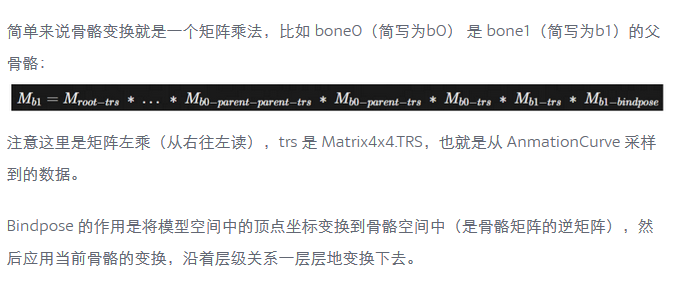 简单来说骨骼变换就是一个矩阵乘法，比如 bone0（简写为b0） 是 bone1（简写为b1）的父
骨骼：
M_{b1} = M_{root-trs} * ... * M_{b0-parent-parent-trs} * M_{b0-parent-trs} * M_{b0-trs} * M_{b1-trs} * M_{b1-bindpose}
注意这里是矩阵左乘（从右往左读），trs 是 Matrix4x4.TRS，也就是从 AnmationCurve 采样
到的数据。
Bindpose 的作用是将模型空间中的顶点坐标变换到骨骼空间中（是骨骼矩阵的逆矩阵），然
后应用当前骨骼的变换，沿着层级关系一层层地变换下去。